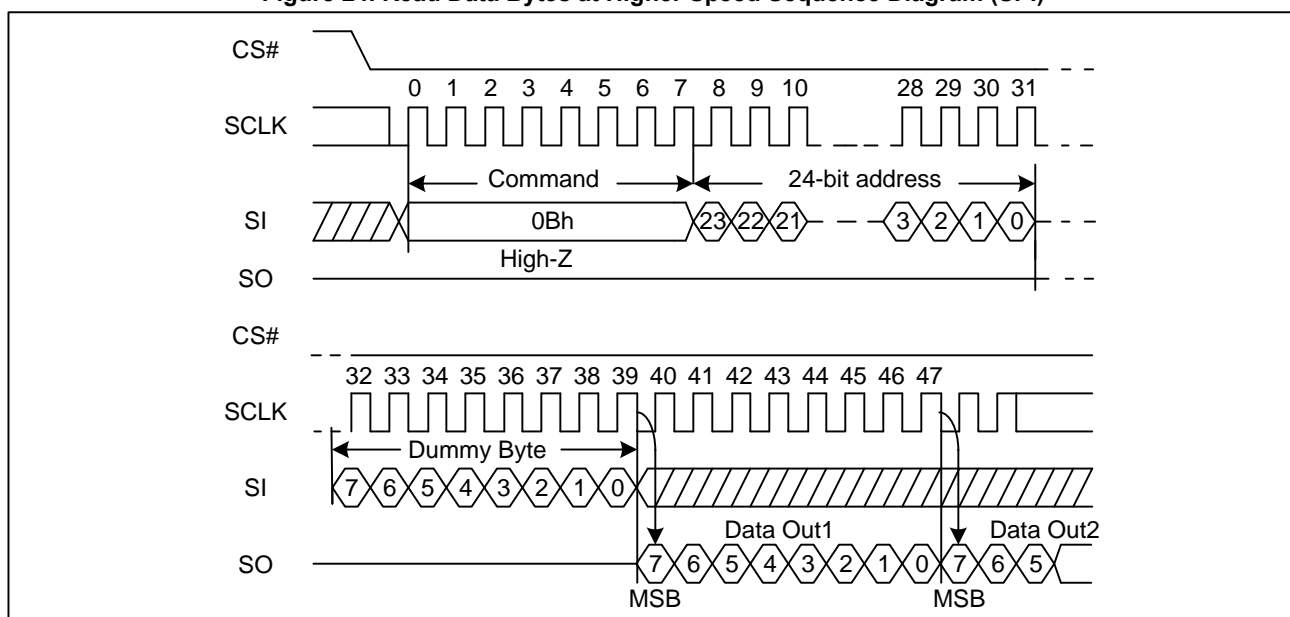 Figure 24. Read Data Bytes at Higher Speed Sequence Diagram (SPI)
CS#
0 1 2 3 4 5 6 7 8 9 10 28 29 30 31
SCLK
Command 24-bit address
SI 0Bh 23 22 21 3 2 1 0
High-Z
SO
CS#
32 33 34 35 36 37 38 39 40 41 42 43 44 45 46 47
SCLK
Dummy Byte
SI 7 6 5 4 3 2 1 0
Data Out1 Data Out2
SO 7 6 5 4 3 2 1 0 7 6 5
MSB MSB